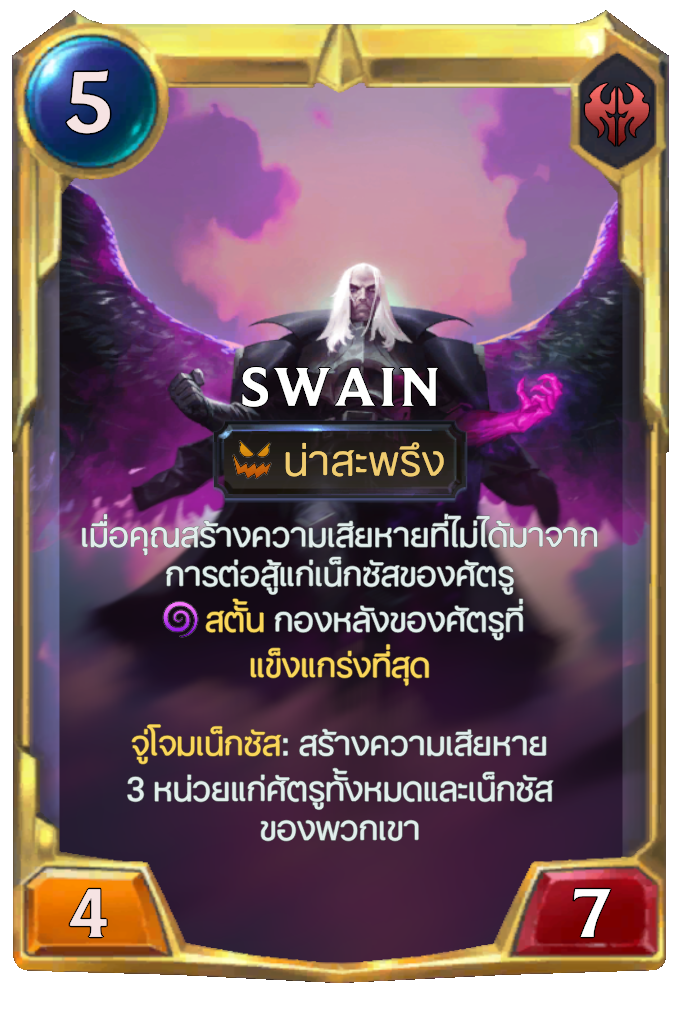 5
SWAIN
น่าสะพรึง
เมื่อคุณสร้างความเสียหายที่ไม่ได้มาจาก
การต่อสู้แก่เน็กซัสของศัตรู
สตั้น กองหลังของศัตรูที่
แข็งแกร่งที่สุด
จู่โจมเน็กซัส: สร้างความเสียหาย
3 หน่วยแก่ศัตรูทั้งหมดและเน็กซัส
ของพวกเขา
4
7